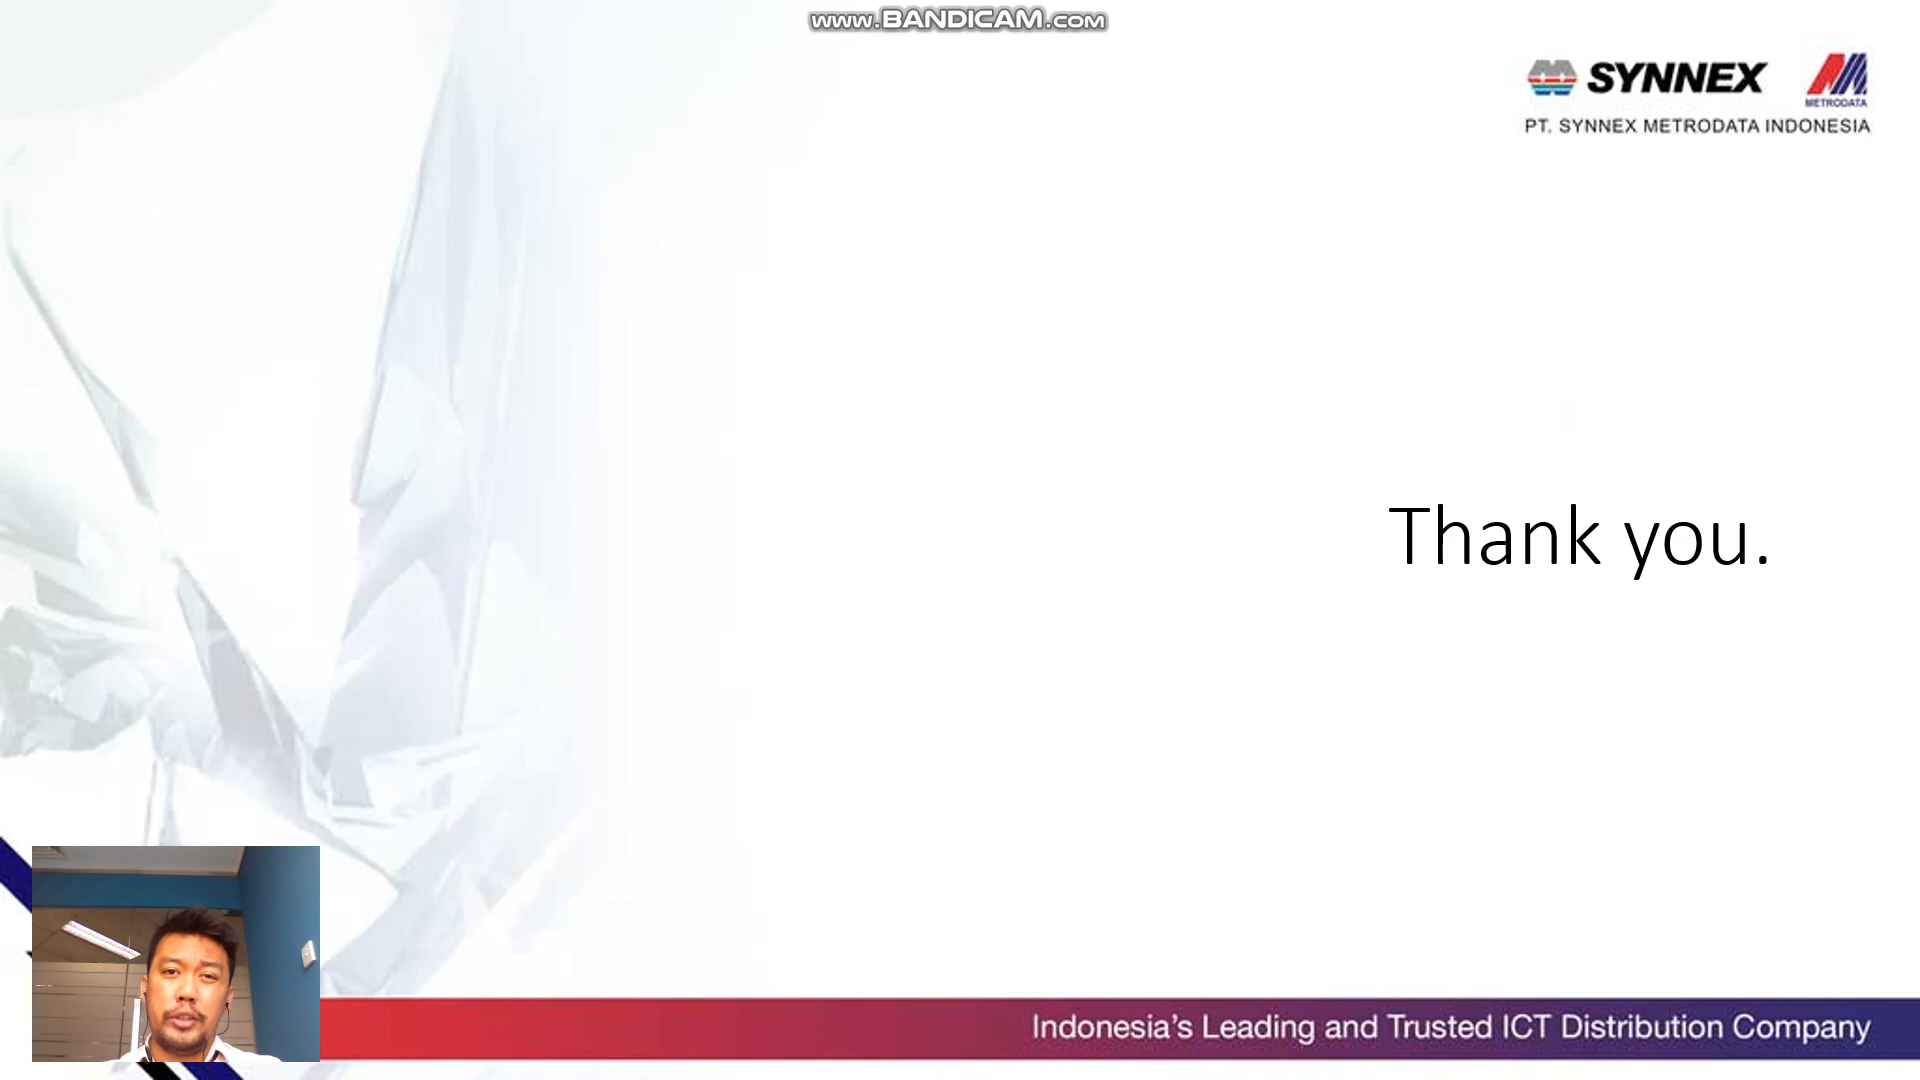 www.BANDICAM.com
SYNNEX
METRODATA
PT. SYNNEX METRODATA INDONESIA
Thank you.
Indonesia's Leading and Trusted ICT Distribution Company